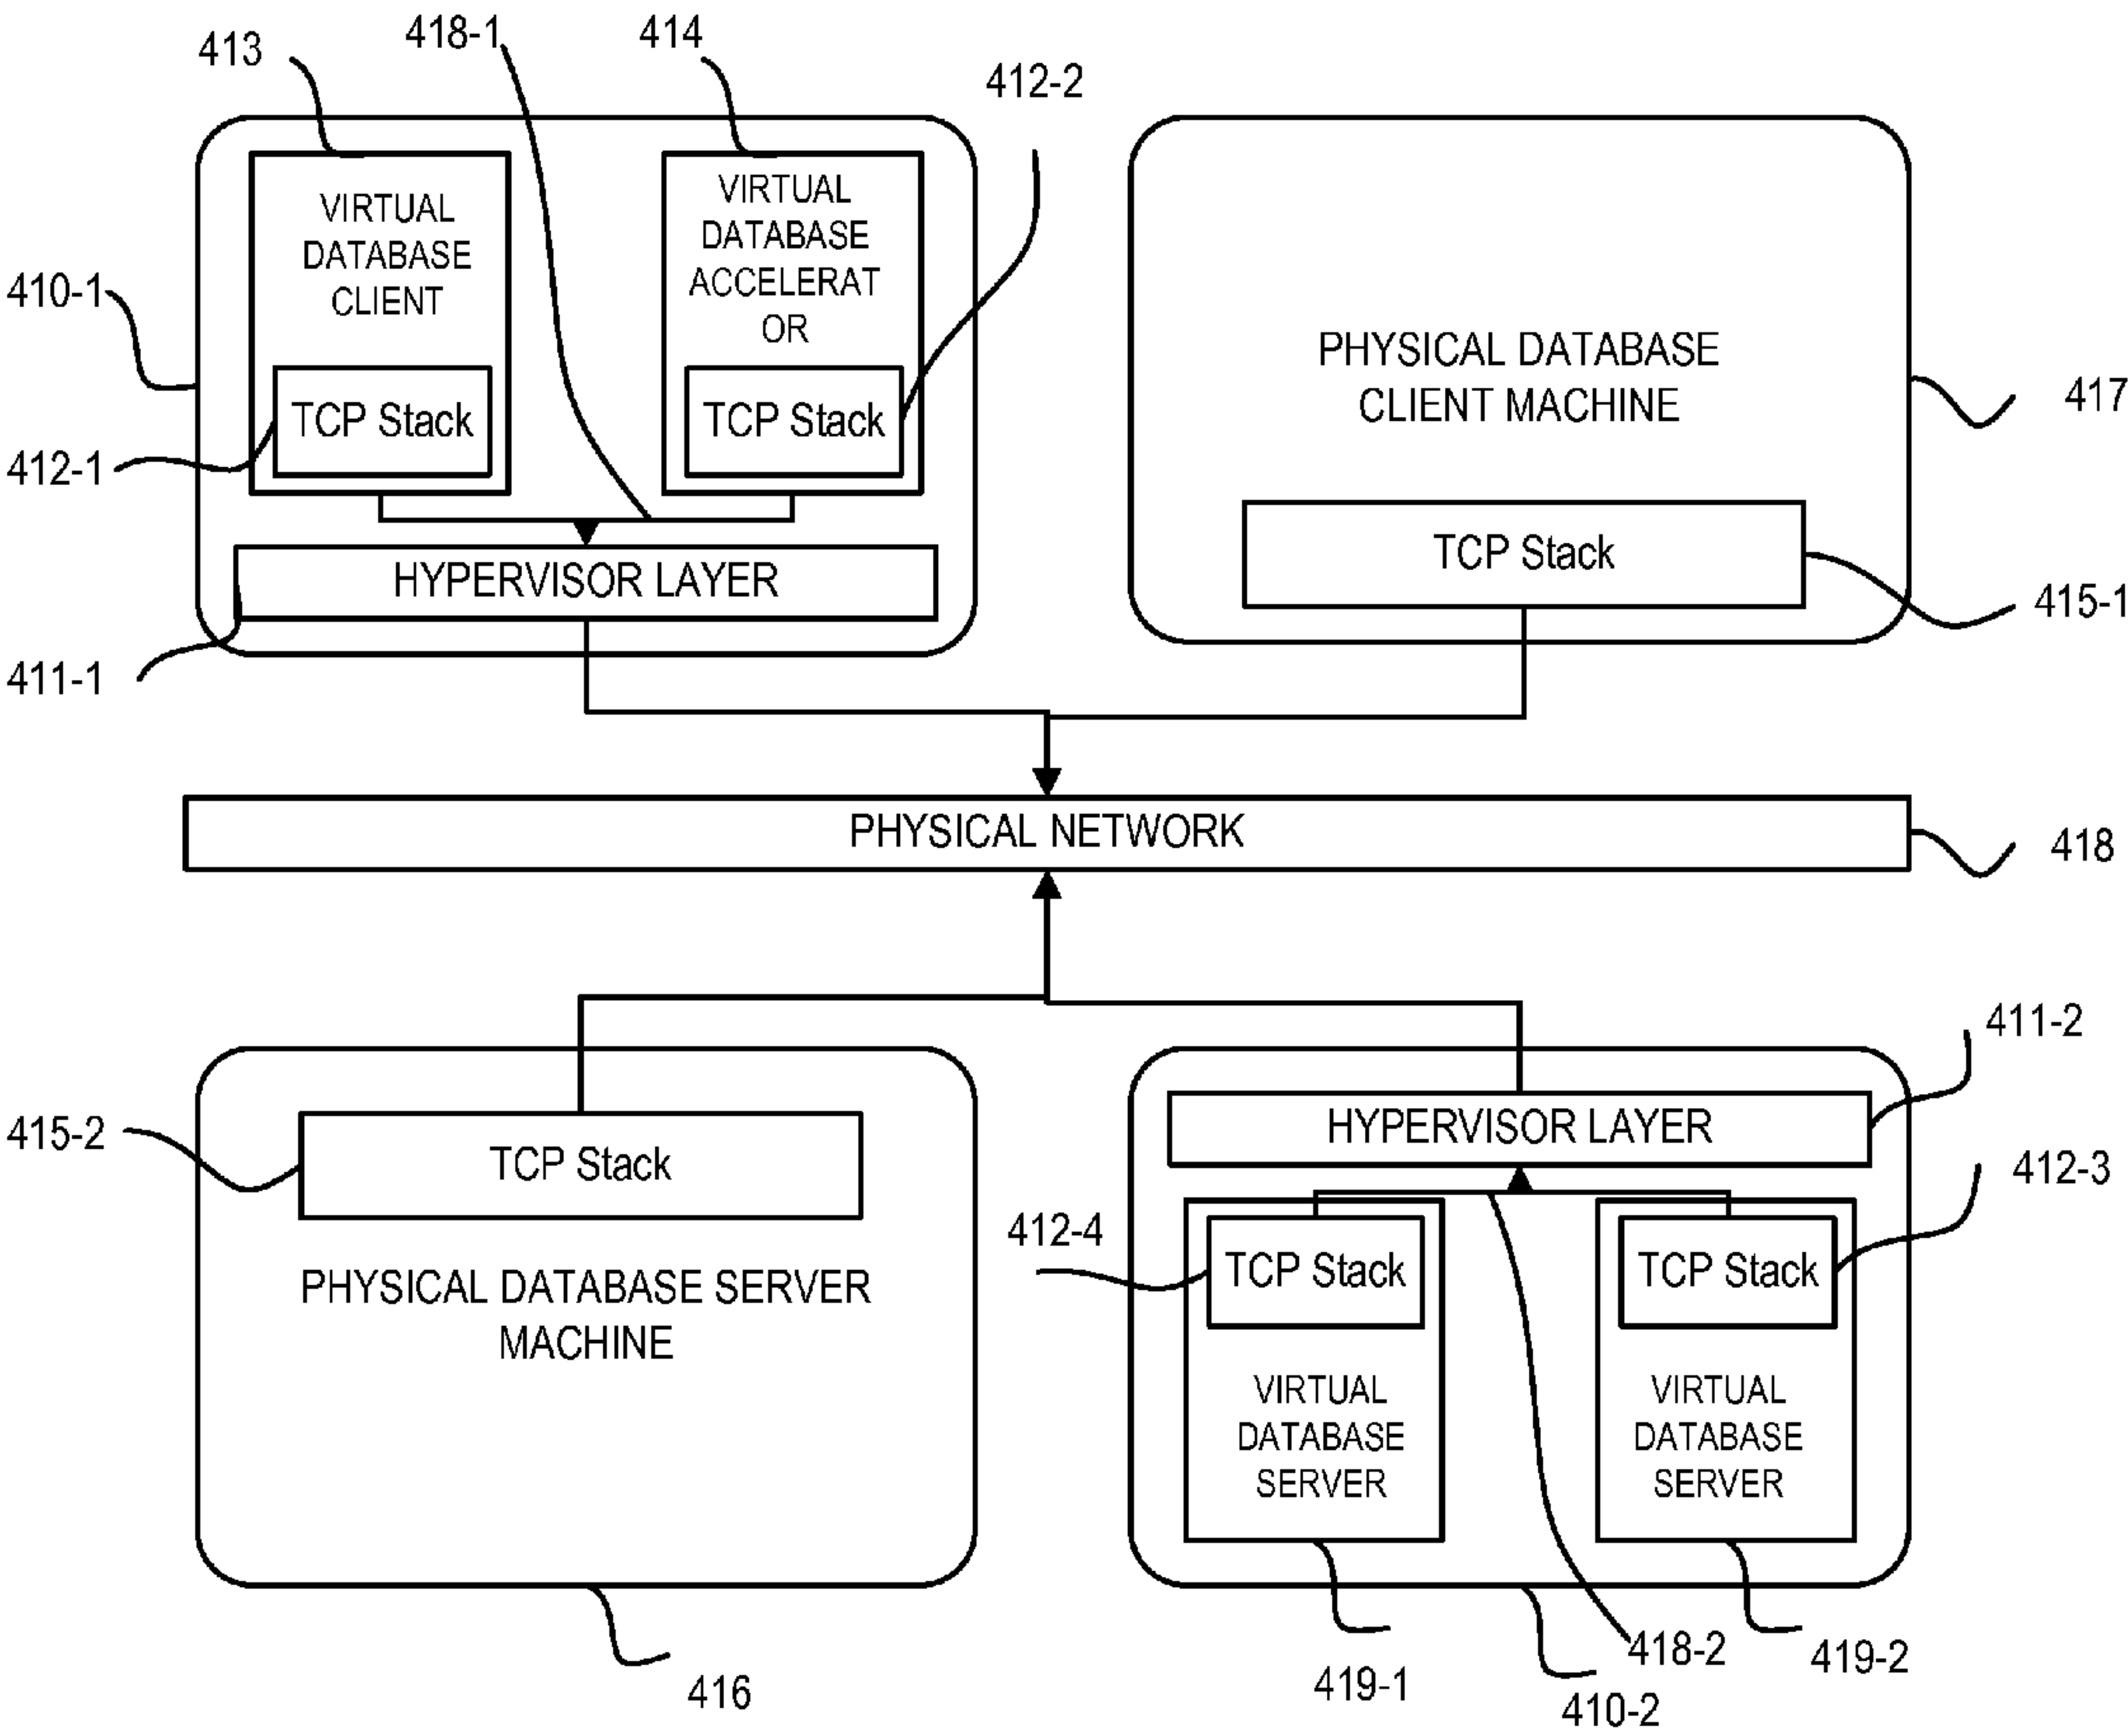 413
418-1
414
412-2
VIRTUAL
DATABASE
CLIENT
VIRTUAL
DATABASE
ACCELERAT
OR
410-1
PHYSICAL DATABASE
CLIENT MACHINE
417
TCP Stack
TCP Stack
412-1
TCP Stack
HYPERVISOR LAYER
415-1
411-1
PHYSICAL NETWORK
418
411-2
HYPERVISOR LAYER
415-2
TCP Stack
412-3
412-4
TCP Stack
TCP Stack
PHYSICAL DATABASE SERVER
MACHINE
VIRTUAL
DATABASE
SERVER
VIRTUAL
DATABASE
SERVER
416
419-1
410-2
418-2
419-2